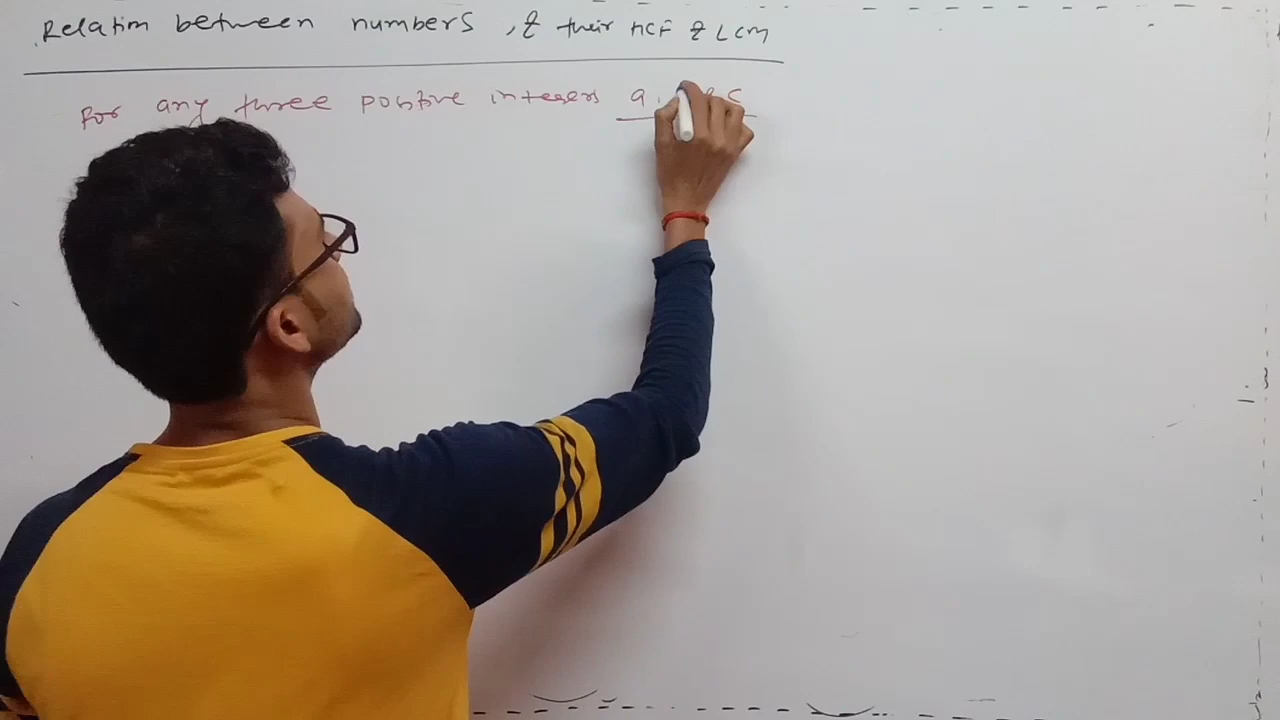 Relation between numbers , & their HCF & LCM
For any three positive integers a, c